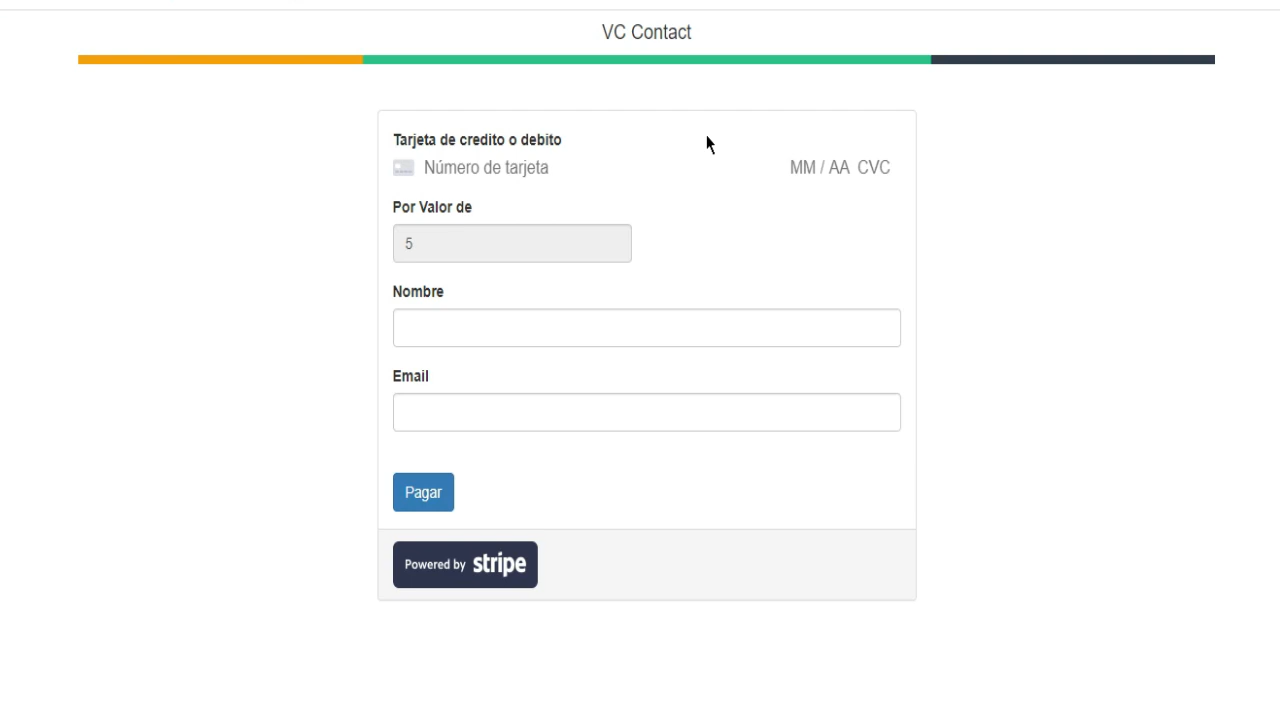 VC Contact
Tarjeta de credito o debito
Número de tarjeta MM / AA CVC
Por Valor de
5
Nombre
Email
Pagar
Powered by stripe